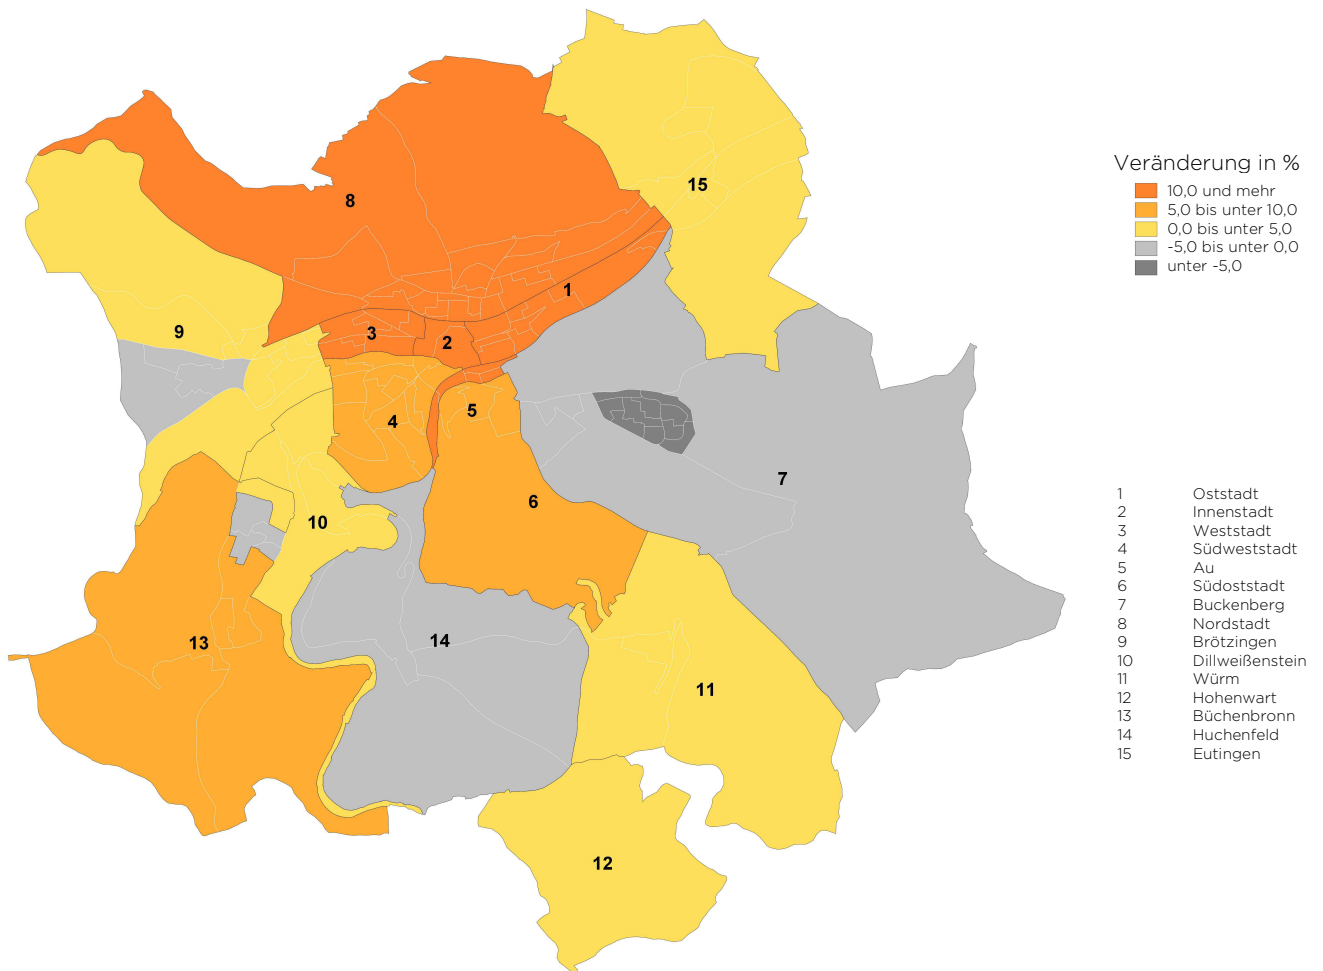 15
8
1
9
3
2
4
5
7
6
10
13
14
11
12
Veränderung in %
10,0 und mehr
5,0 bis unter 10,0
0,0 bis unter 5,0
-5,0 bis unter 0,0
unter -5,0
1 Oststadt
2 Innenstadt
3 Weststadt
4 Südweststadt
5 Au
6 Südoststadt
7 Buckenberg
8 Nordstadt
9 Brötzingen
10 Dillweißenstein
11 Würm
12 Hohenwart
13 Büchenbronn
14 Huchenfeld
15 Eutingen